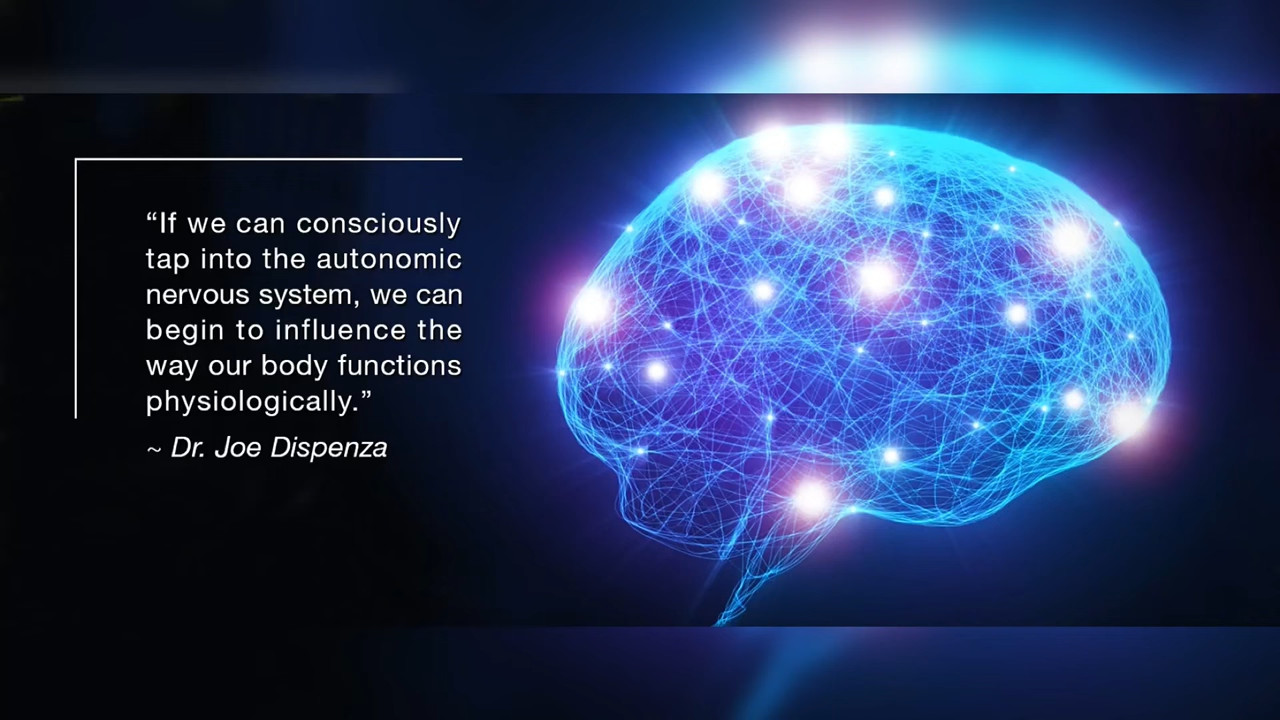 “If we can consciously
tap into the autonomic
nervous system, we can
begin to influence the
way our body functions
physiologically.”
~ Dr. Joe Dispenza